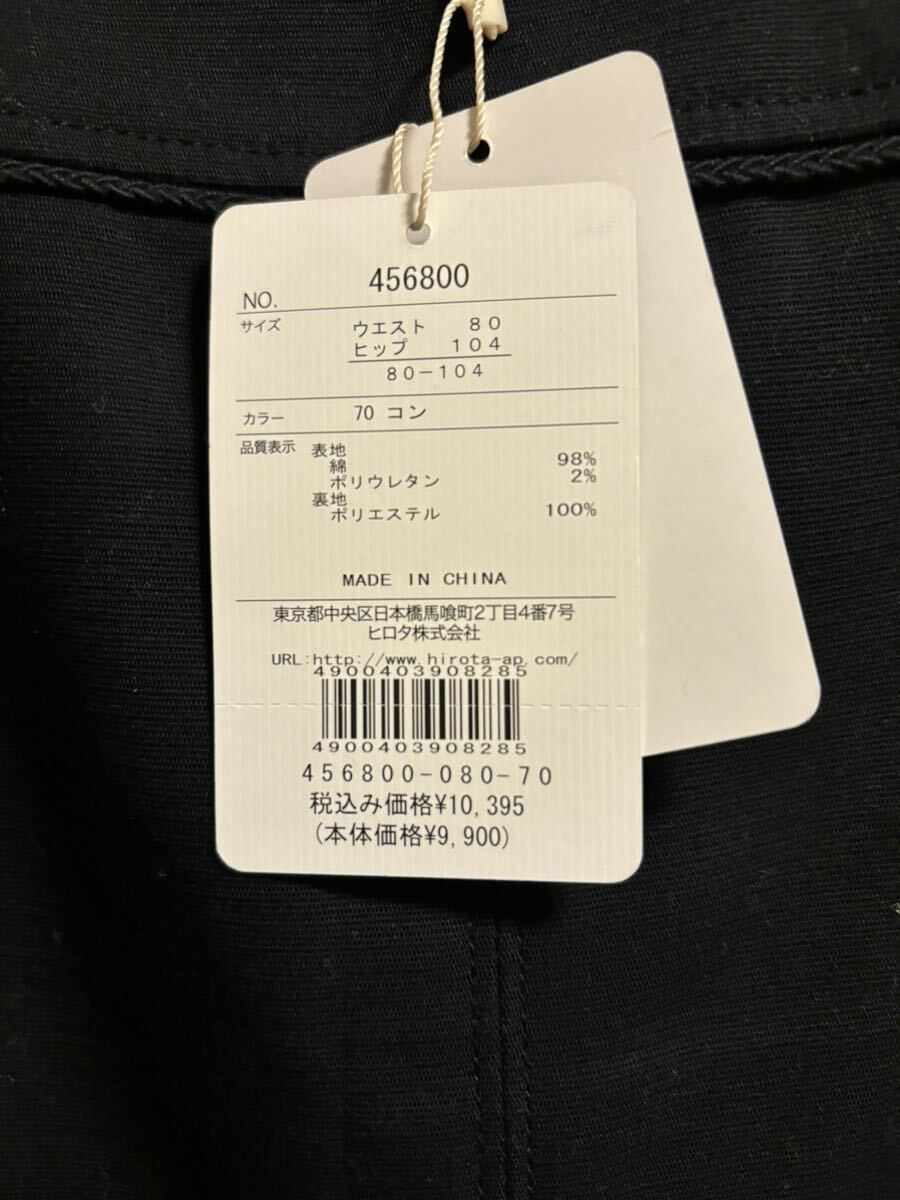 NO. 456800
サイズ ウエスト 80
ヒップ 104
80-104
カラー 70 コン
品質表示 表地
綿 98%
ポリウレタン 2%
裏地
ポリエステル 100%
MADE IN CHINA
東京都中央区日本橋馬喰町2丁目4番7号
ヒロタ株式会社
URL:http://www.hirota-ap.com/
4900403908285
4900403908285
456800-080-70
税込み価格¥10,395
(本体価格¥9,900)